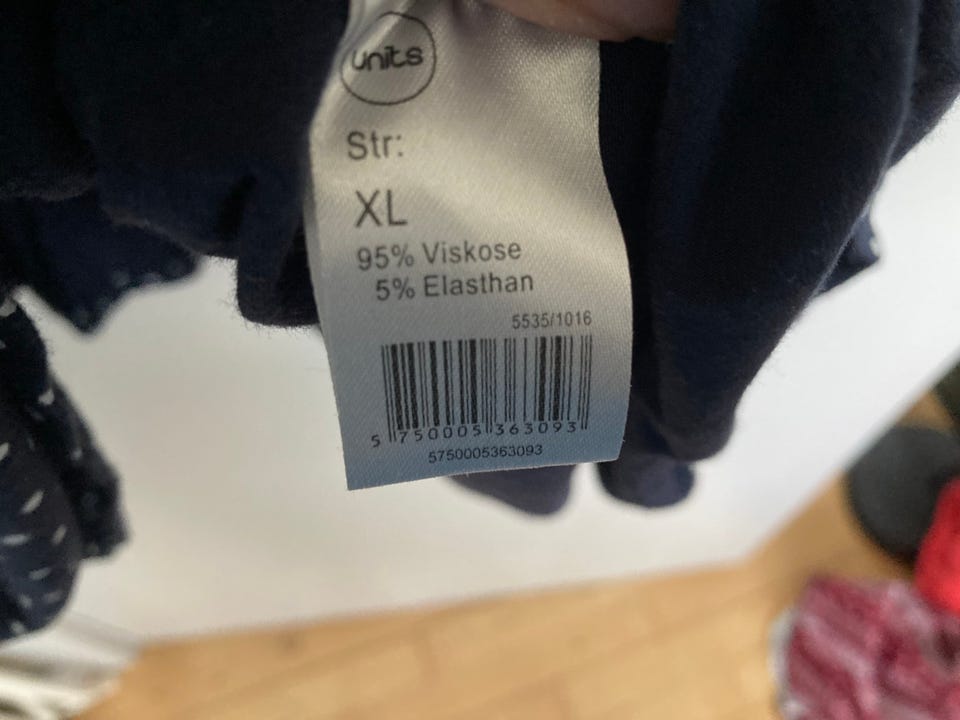 units
Str:
XL
95% Viskose
5% Elasthan
5535/1016
5 750005 363093
5750005363093